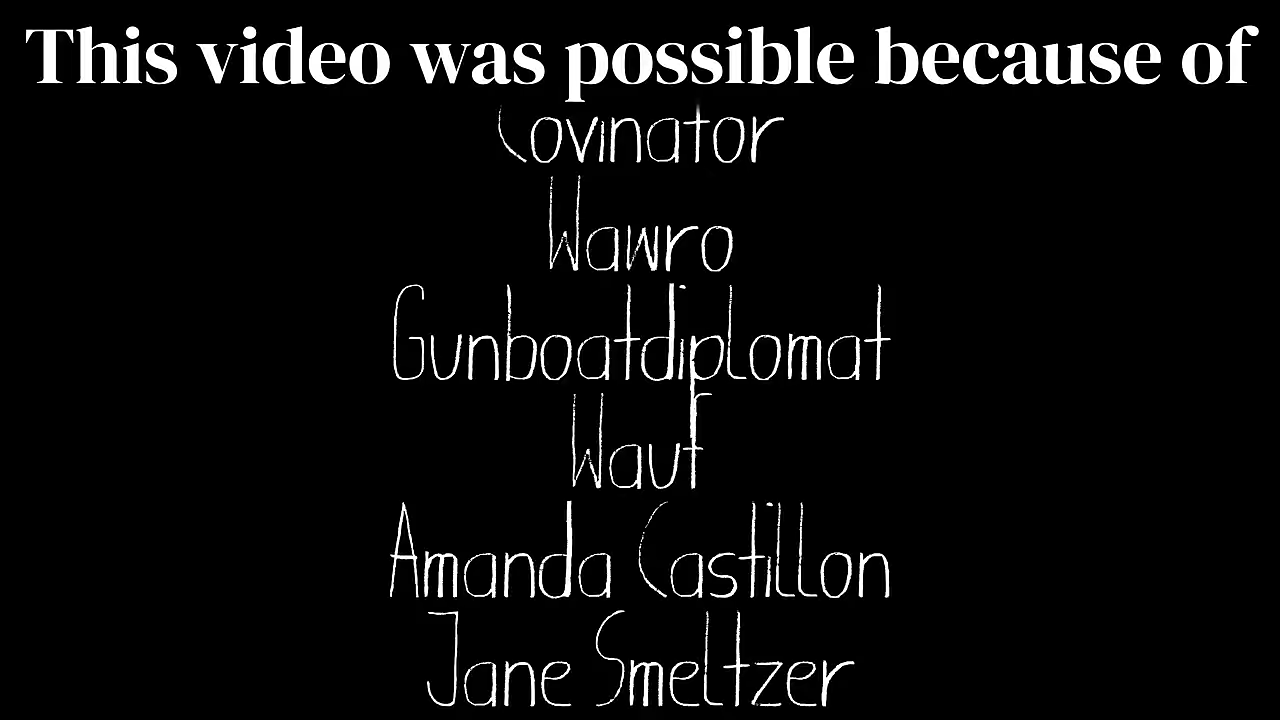 This video was possible because of
Covinator
Wawro
Gunboatdiplomat
Wauf
Amanda Castillon
Jane Smeltzer